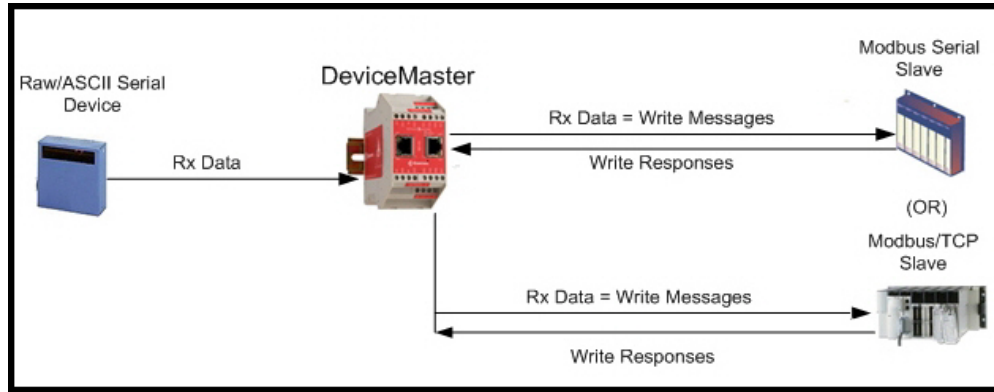 Raw/ASCII Serial
Device
Rx Data
DeviceMaster
Rx Data = Write Messages
Write Responses
Modbus Serial
Slave
(OR)
Modbus/TCP
Slave
Rx Data = Write Messages
Write Responses